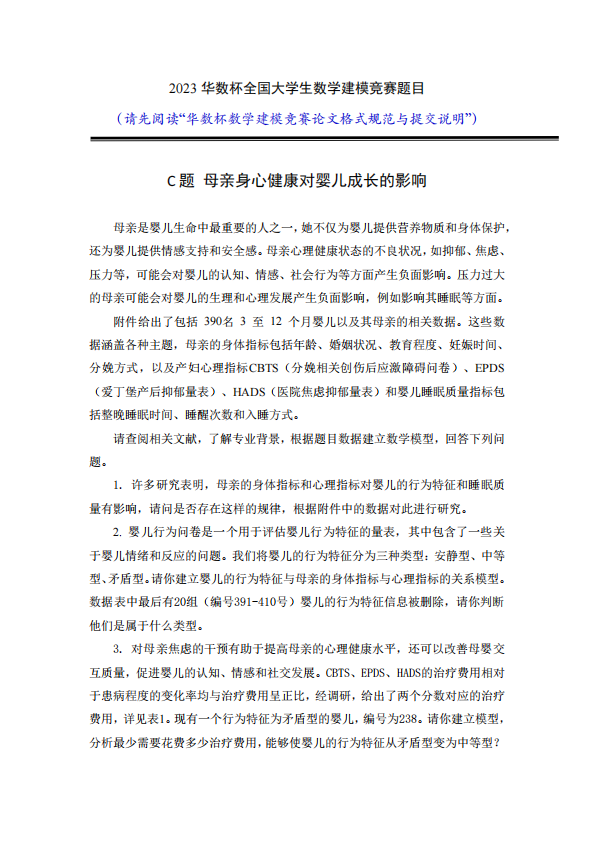 2023 华数杯全国大学生数学建模竞赛题目
（请先阅读“华数杯数学建模竞赛论文格式规范与提交说明”）
C 题 母亲身心健康对婴儿成长的影响
母亲是婴儿生命中最重要的人之一，她不仅为婴儿提供营养物质和身体保护，
还为婴儿提供情感支持和安全感。母亲心理健康状态的不良状况，如抑郁、焦虑、
压力等，可能会对婴儿的认知、情感、社会行为等方面产生负面影响。压力过大
的母亲可能会对婴儿的生理和心理发展产生负面影响，例如影响其睡眠等方面。
附件给出了包括 390名 3 至 12 个月婴儿以及其母亲的相关数据。这些数
据涵盖各种主题，母亲的身体指标包括年龄、婚姻状况、教育程度、妊娠时间、
分娩方式，以及产妇心理指标CBTS（分娩相关创伤后应激障碍问卷）、EPDS
（爱丁堡产后抑郁量表）、HADS（医院焦虑抑郁量表）和婴儿睡眠质量指标包
括整晚睡眠时间、睡醒次数和入睡方式。
请查阅相关文献，了解专业背景，根据题目数据建立数学模型，回答下列问
题。
1. 许多研究表明，母亲的身体指标和心理指标对婴儿的行为特征和睡眠质
量有影响，请问是否存在这样的规律，根据附件中的数据对此进行研究。
2. 婴儿行为问卷是一个用于评估婴儿行为特征的量表，其中包含了一些关
于婴儿情绪和反应的问题。我们将婴儿的行为特征分为三种类型：安静型、中等
型、矛盾型。请你建立婴儿的行为特征与母亲的身体指标与心理指标的关系模型。
数据表中最后有20组（编号391-410号）婴儿的行为特征信息被删除，请你判断
他们是属于什么类型。
3. 对母亲焦虑的干预有助于提高母亲的心理健康水平，还可以改善母婴交
互质量，促进婴儿的认知、情感和社交发展。CBTS、EPDS、HADS的治疗费用相对
于患病程度的变化率均与治疗费用呈正比，经调研，给出了两个分数对应的治疗
费用，详见表1。现有一个行为特征为矛盾型的婴儿，编号为238。请你建立模型，
分析最少需要花费多少治疗费用，能够使婴儿的行为特征从矛盾型变为中等型？